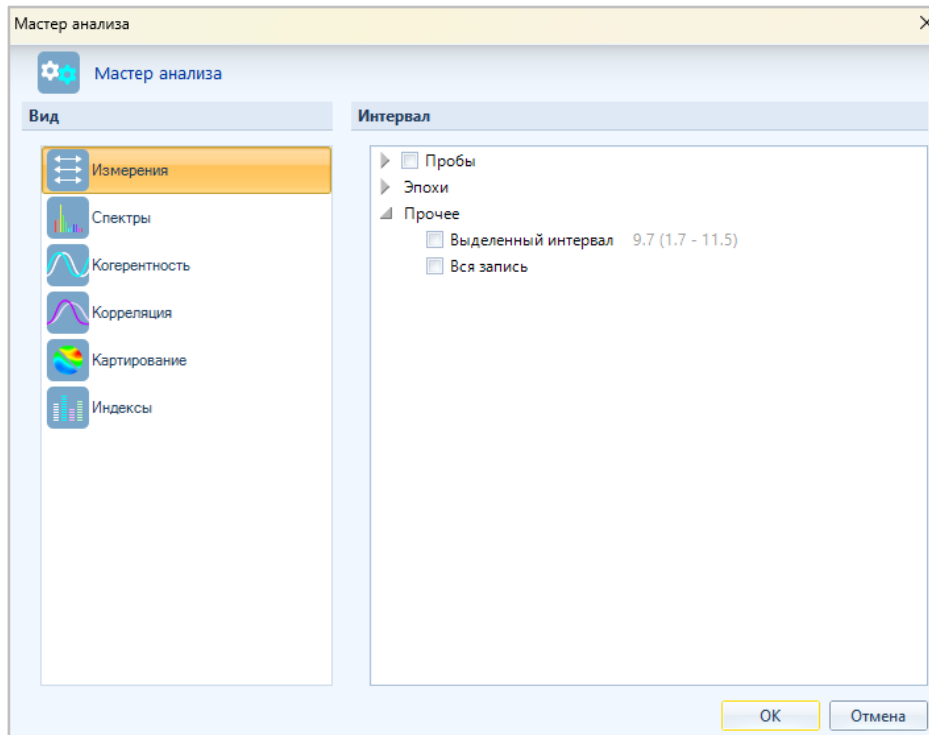 Мастер анализа
Мастер анализа
Вид
Измерения
Спектры
Когерентность
Корреляция
Картирование
Индексы
Интервал
Пробы
Эпохи
Прочее
Выделенный интервал 9.7 (1.7 - 11.5)
Вся запись
OK
Отмена